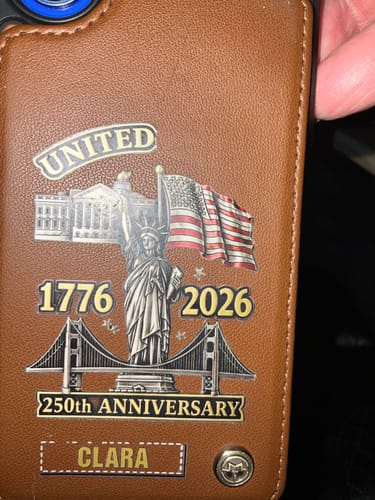 UNITED
1776 2026
250th ANNIVERSARY
CLARA